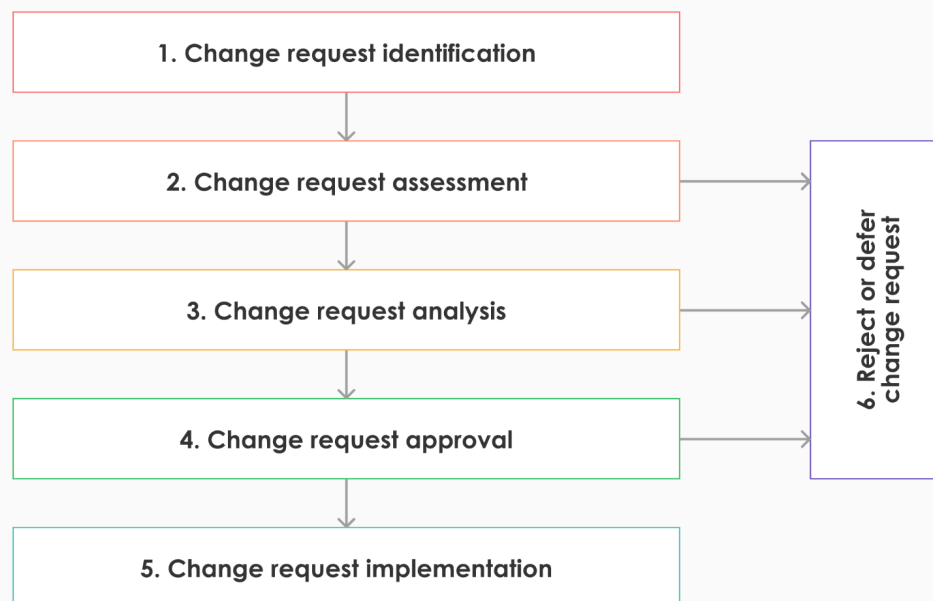 1. Change request identification
2. Change request assessment
3. Change request analysis
4. Change request approval
5. Change request implementation
6. Reject or defer
change request